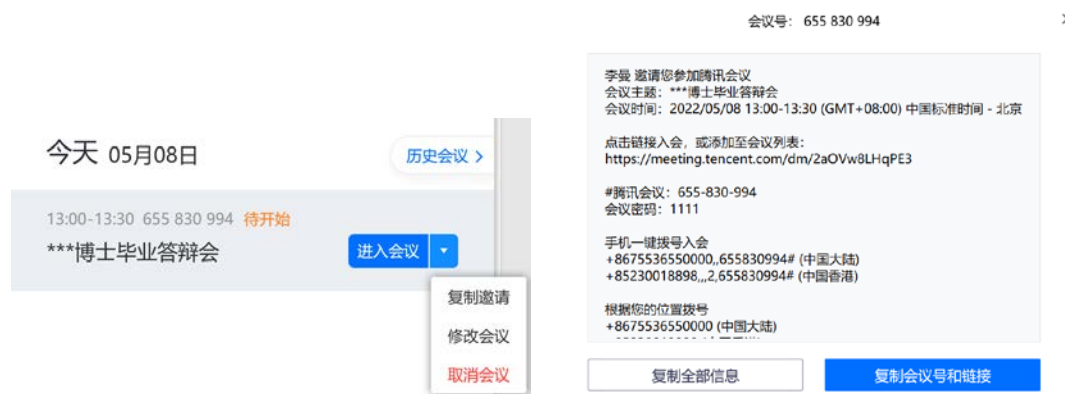 今天 05月08日
历史会议 >
13:00-13:30 655 830 994 待开始
***博士毕业答辩会
进入会议
复制邀请
修改会议
取消会议
会议号： 655 830 994
李曼 邀请您参加腾讯会议
会议主题：***博士毕业答辩会
会议时间：2022/05/08 13:00-13:30 (GMT+08:00) 中国标准时间 - 北京
点击链接入会，或添加至会议列表：
https://meeting.tencent.com/dm/2aOVw8LHqPE3
#腾讯会议：655-830-994
会议密码：1111
手机一键拨号入会
+8675536550000,,655830994# (中国大陆)
+85230018898,,,2,655830994# (中国香港)
根据您的位置拨号
+8675536550000 (中国大陆)
复制全部信息
复制会议号和链接